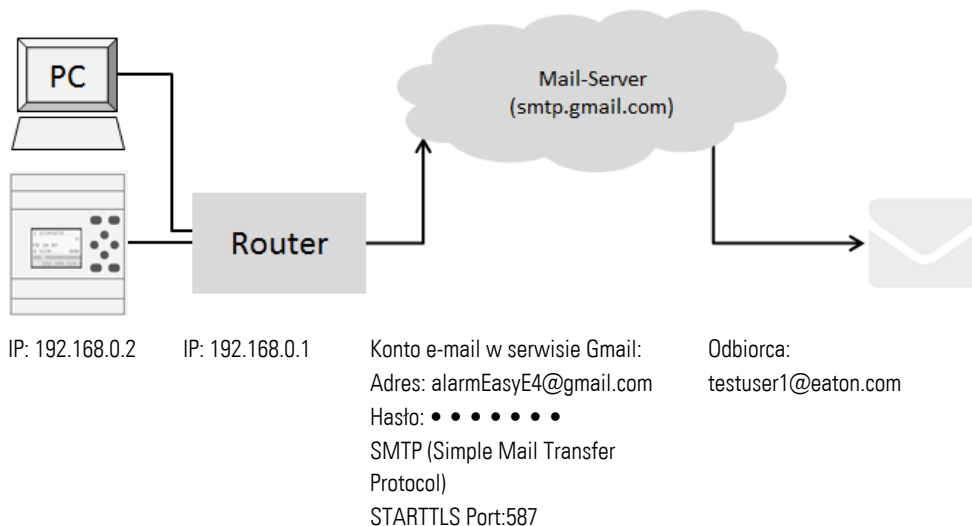 PC
Mail-Server
(smtp.gmail.com)
Router
IP: 192.168.0.2
IP: 192.168.0.1
Konto e-mail w serwisie Gmail:
Adres: alarmEasyE4@gmail.com
Hasło: • • • • • • •
SMTP (Simple Mail Transfer
Protocol)
STARTTLS Port:587
Odbiorca:
testuser1@eaton.com